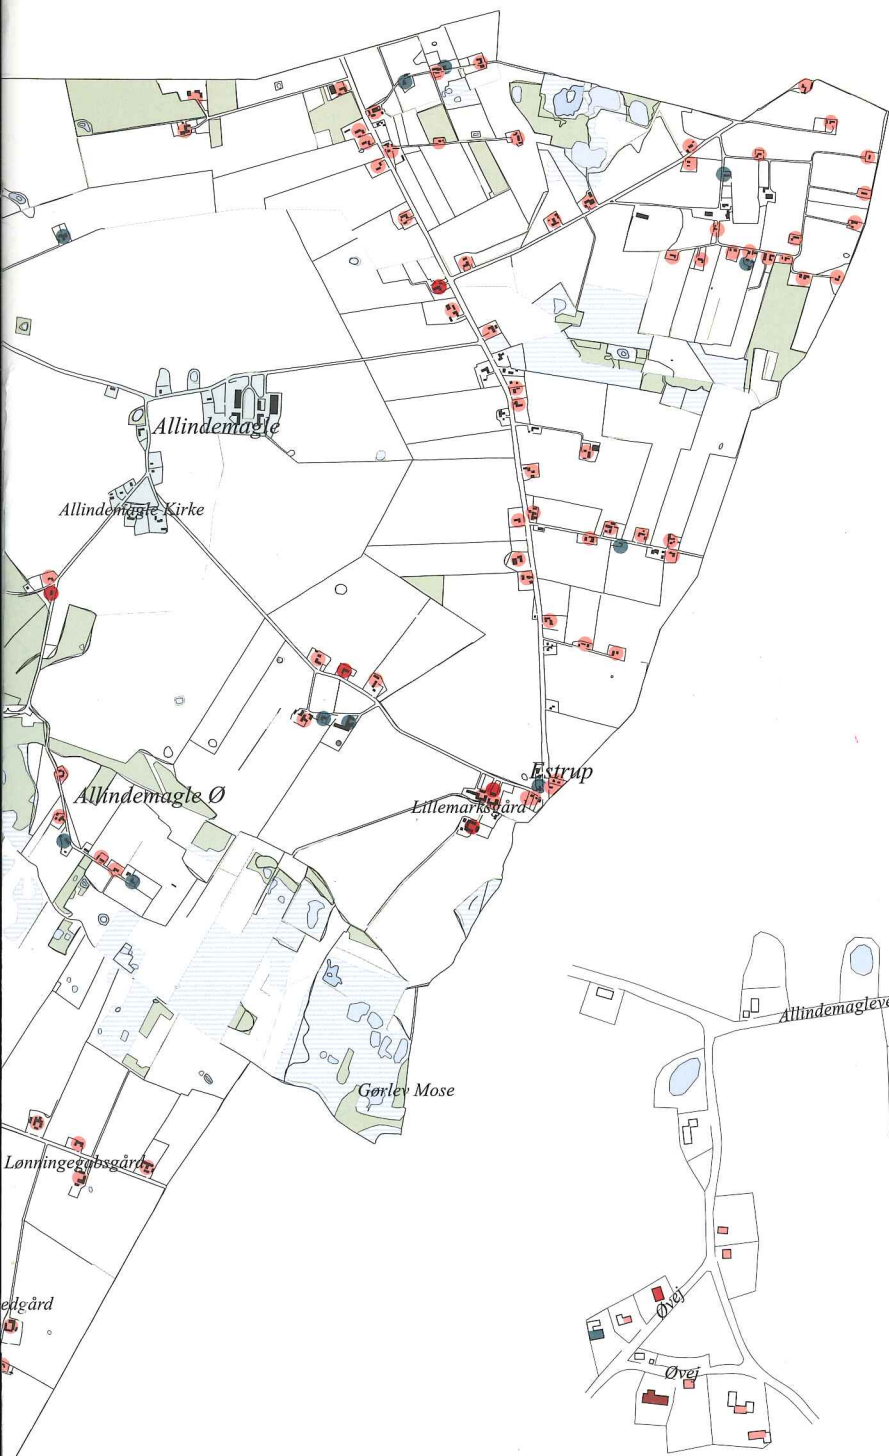 Allindemagle
Allindemagle Kirke
Estrup
Allindemagle Ø
Lillemarksgård
Allindemagleve
Gørlev Mose
Lønningegabsgård
edgård
Øvej
Øvej